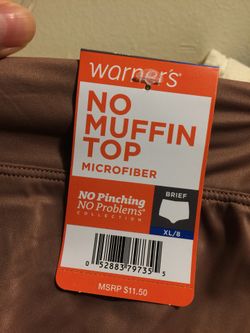 warner's®
NO
MUFFIN
TOP
MICROFIBER
NO Pinching
NO Problems®
COLLECTION
BRIEF
XL/8
0 52883 79735 5
MSRP $11.50